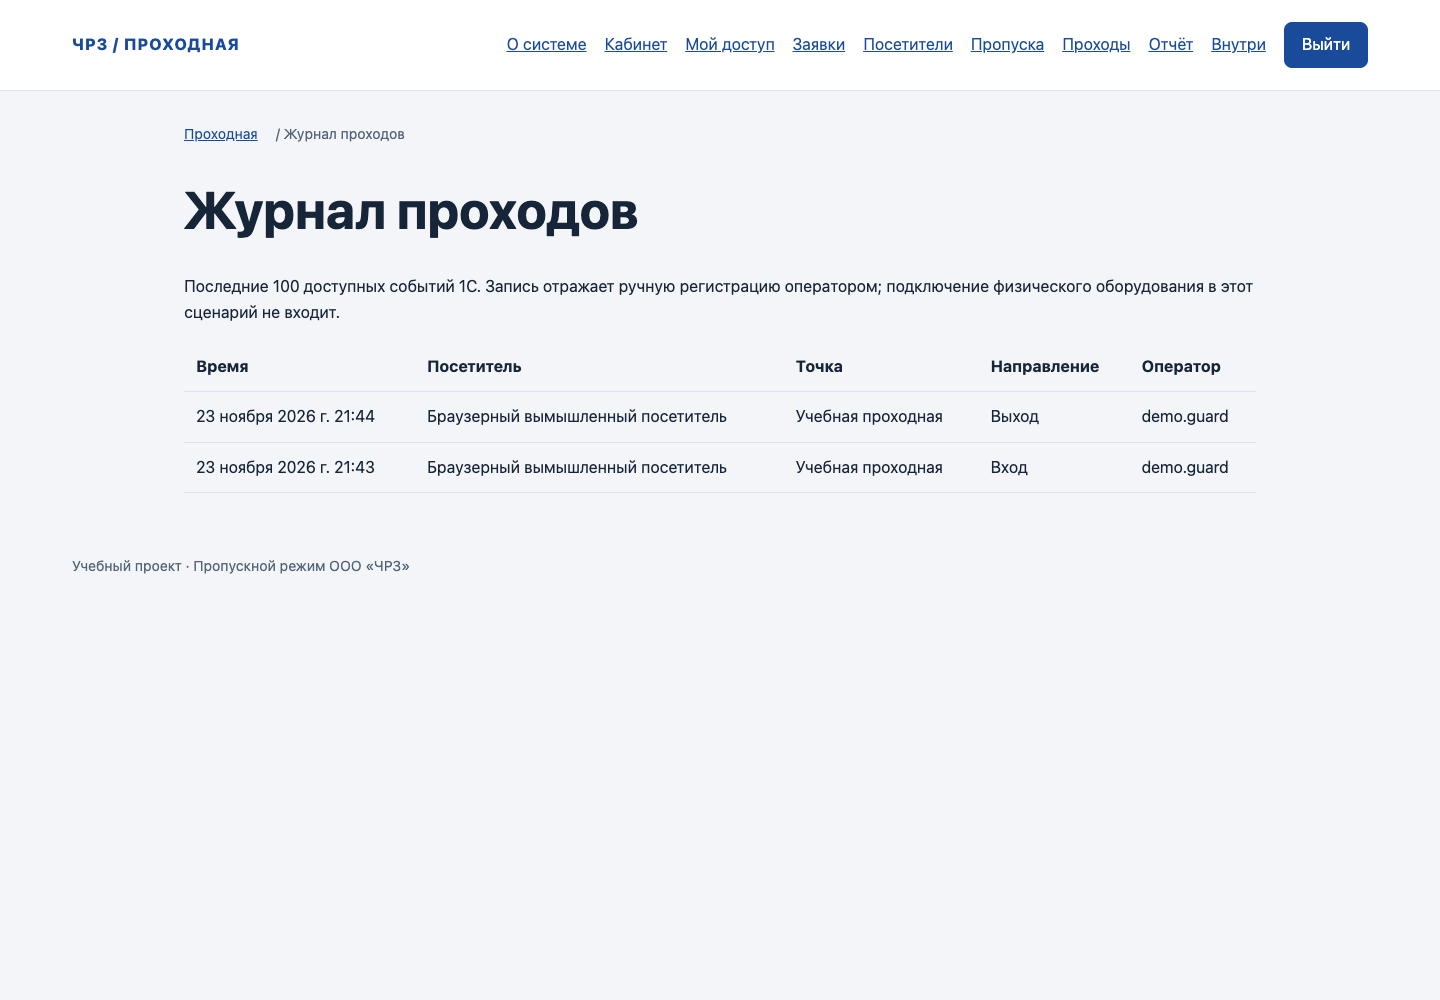 ЧРЗ / ПРОХОДНАЯ
О системе Кабинет Мой доступ Заявки Посетители Пропуска Проходы Отчёт Внутри Выйти
Проходная / Журнал проходов
Журнал проходов
Последние 100 доступных событий 1С. Запись отражает ручную регистрацию оператором; подключение физического оборудования в этот
сценарий не входит.
Время Посетитель Точка Направление Оператор
23 ноября 2026 г. 21:44 Браузерный вымышленный посетитель Учебная проходная Выход demo.guard
23 ноября 2026 г. 21:43 Браузерный вымышленный посетитель Учебная проходная Вход demo.guard
Учебный проект · Пропускной режим ООО «ЧРЗ»